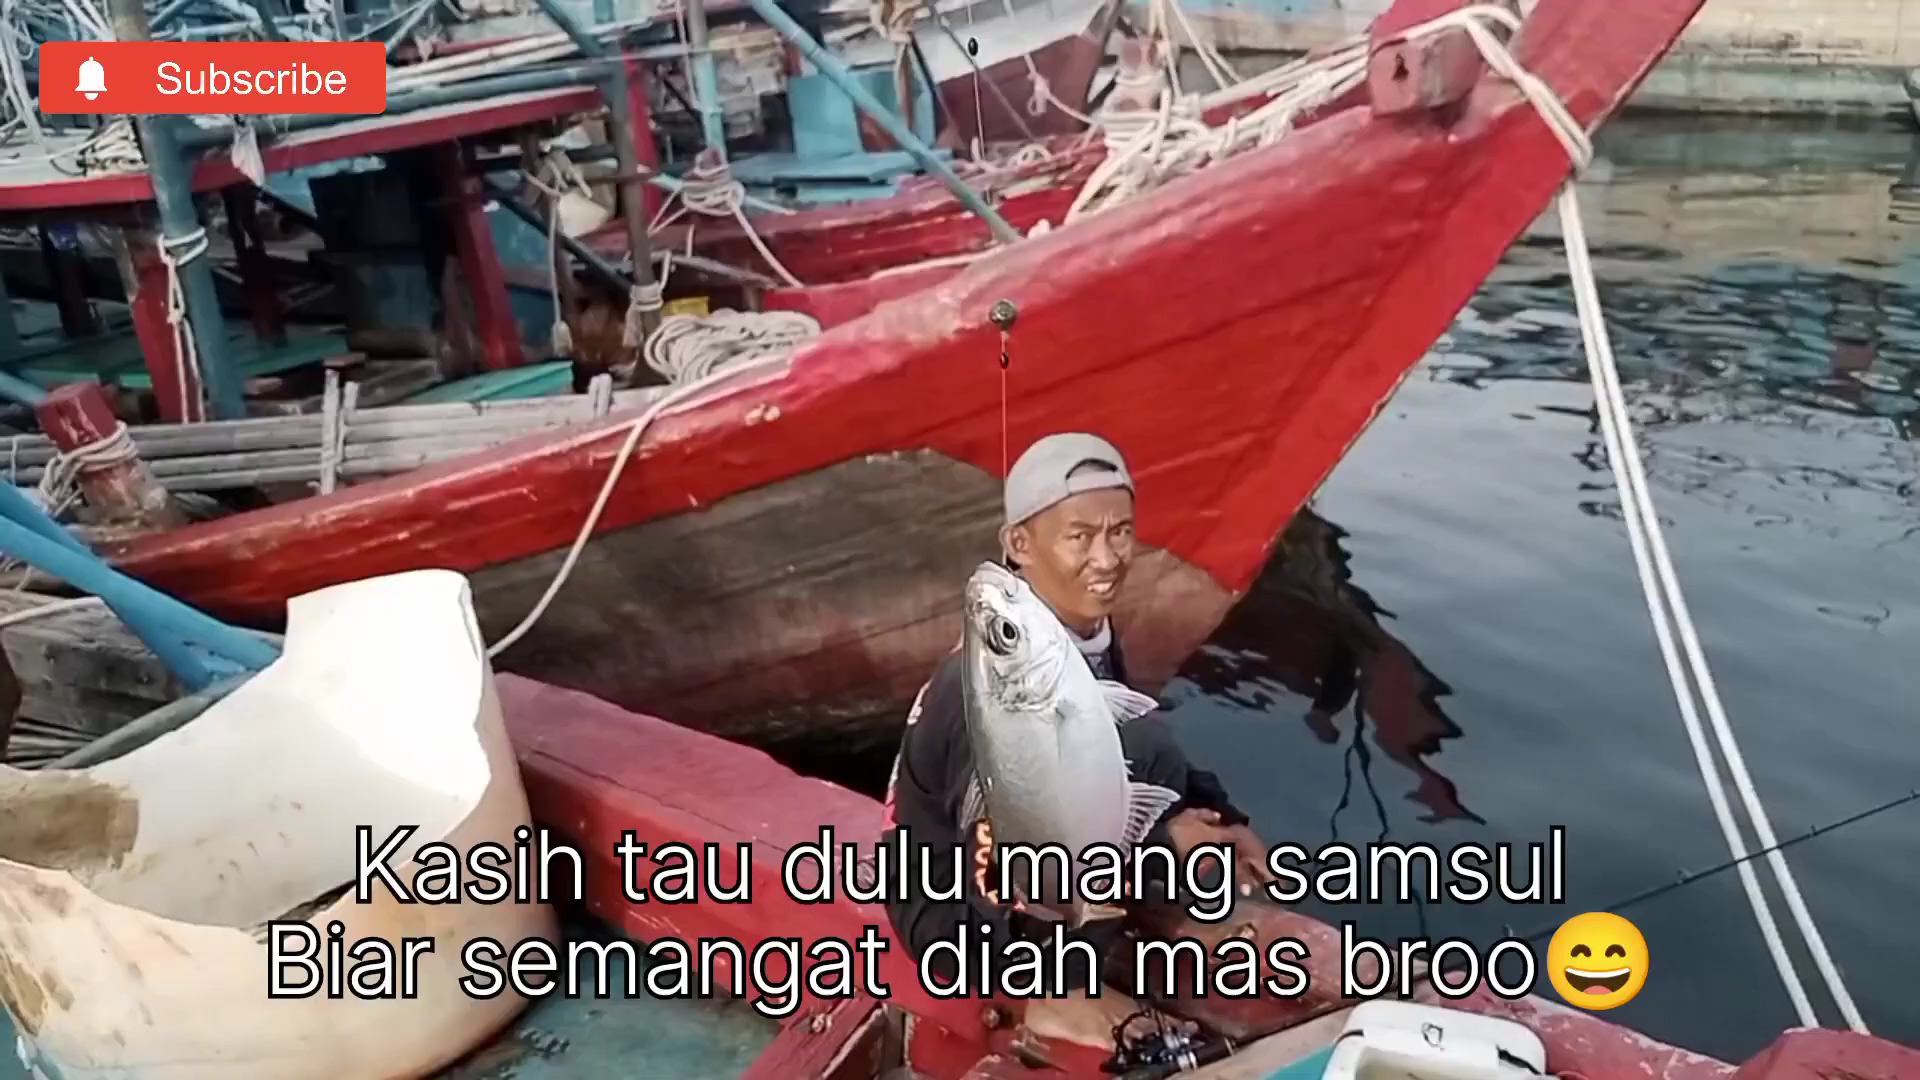 Subscribe
Kasih tau dulu mang samsul
Biar semangat diah mas broo😄